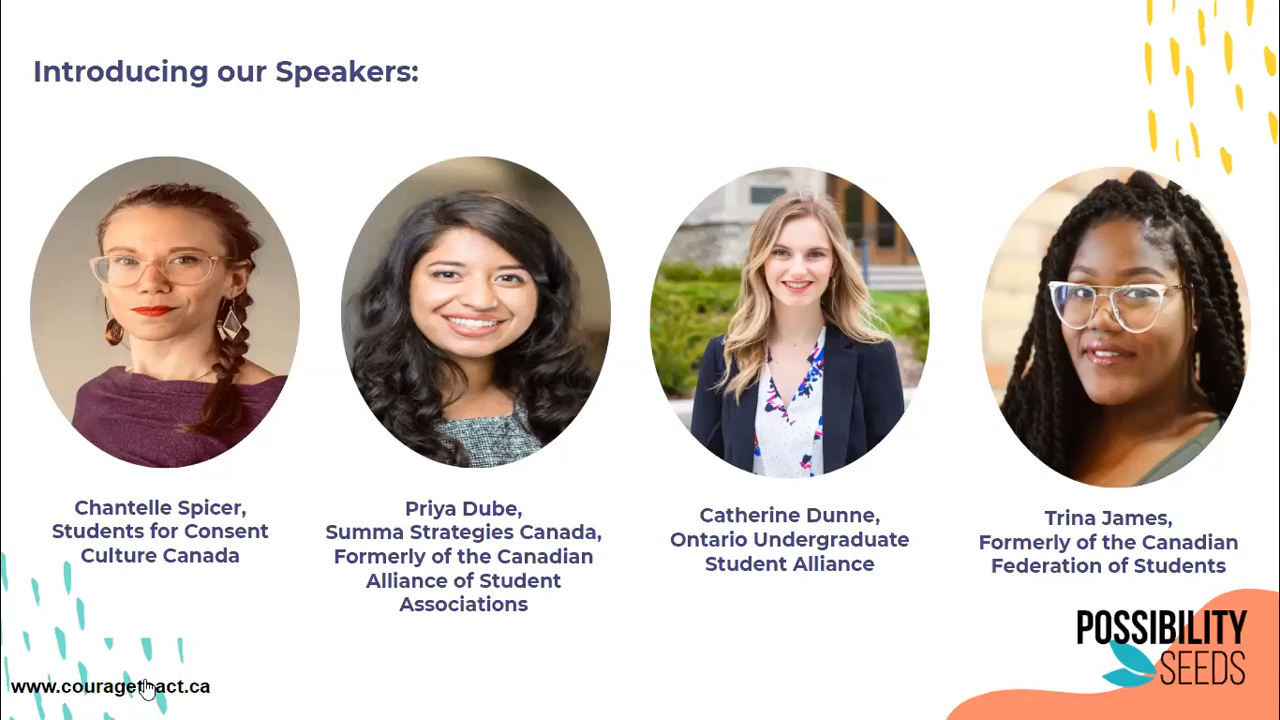 Introducing our Speakers:
Chantelle Spicer,
Students for Consent
Culture Canada
Priya Dube,
Summa Strategies Canada,
Formerly of the Canadian
Alliance of Student
Associations
Catherine Dunne,
Ontario Undergraduate
Student Alliance
Trina James,
Formerly of the Canadian
Federation of Students
POSSIBILITY
SEEDS